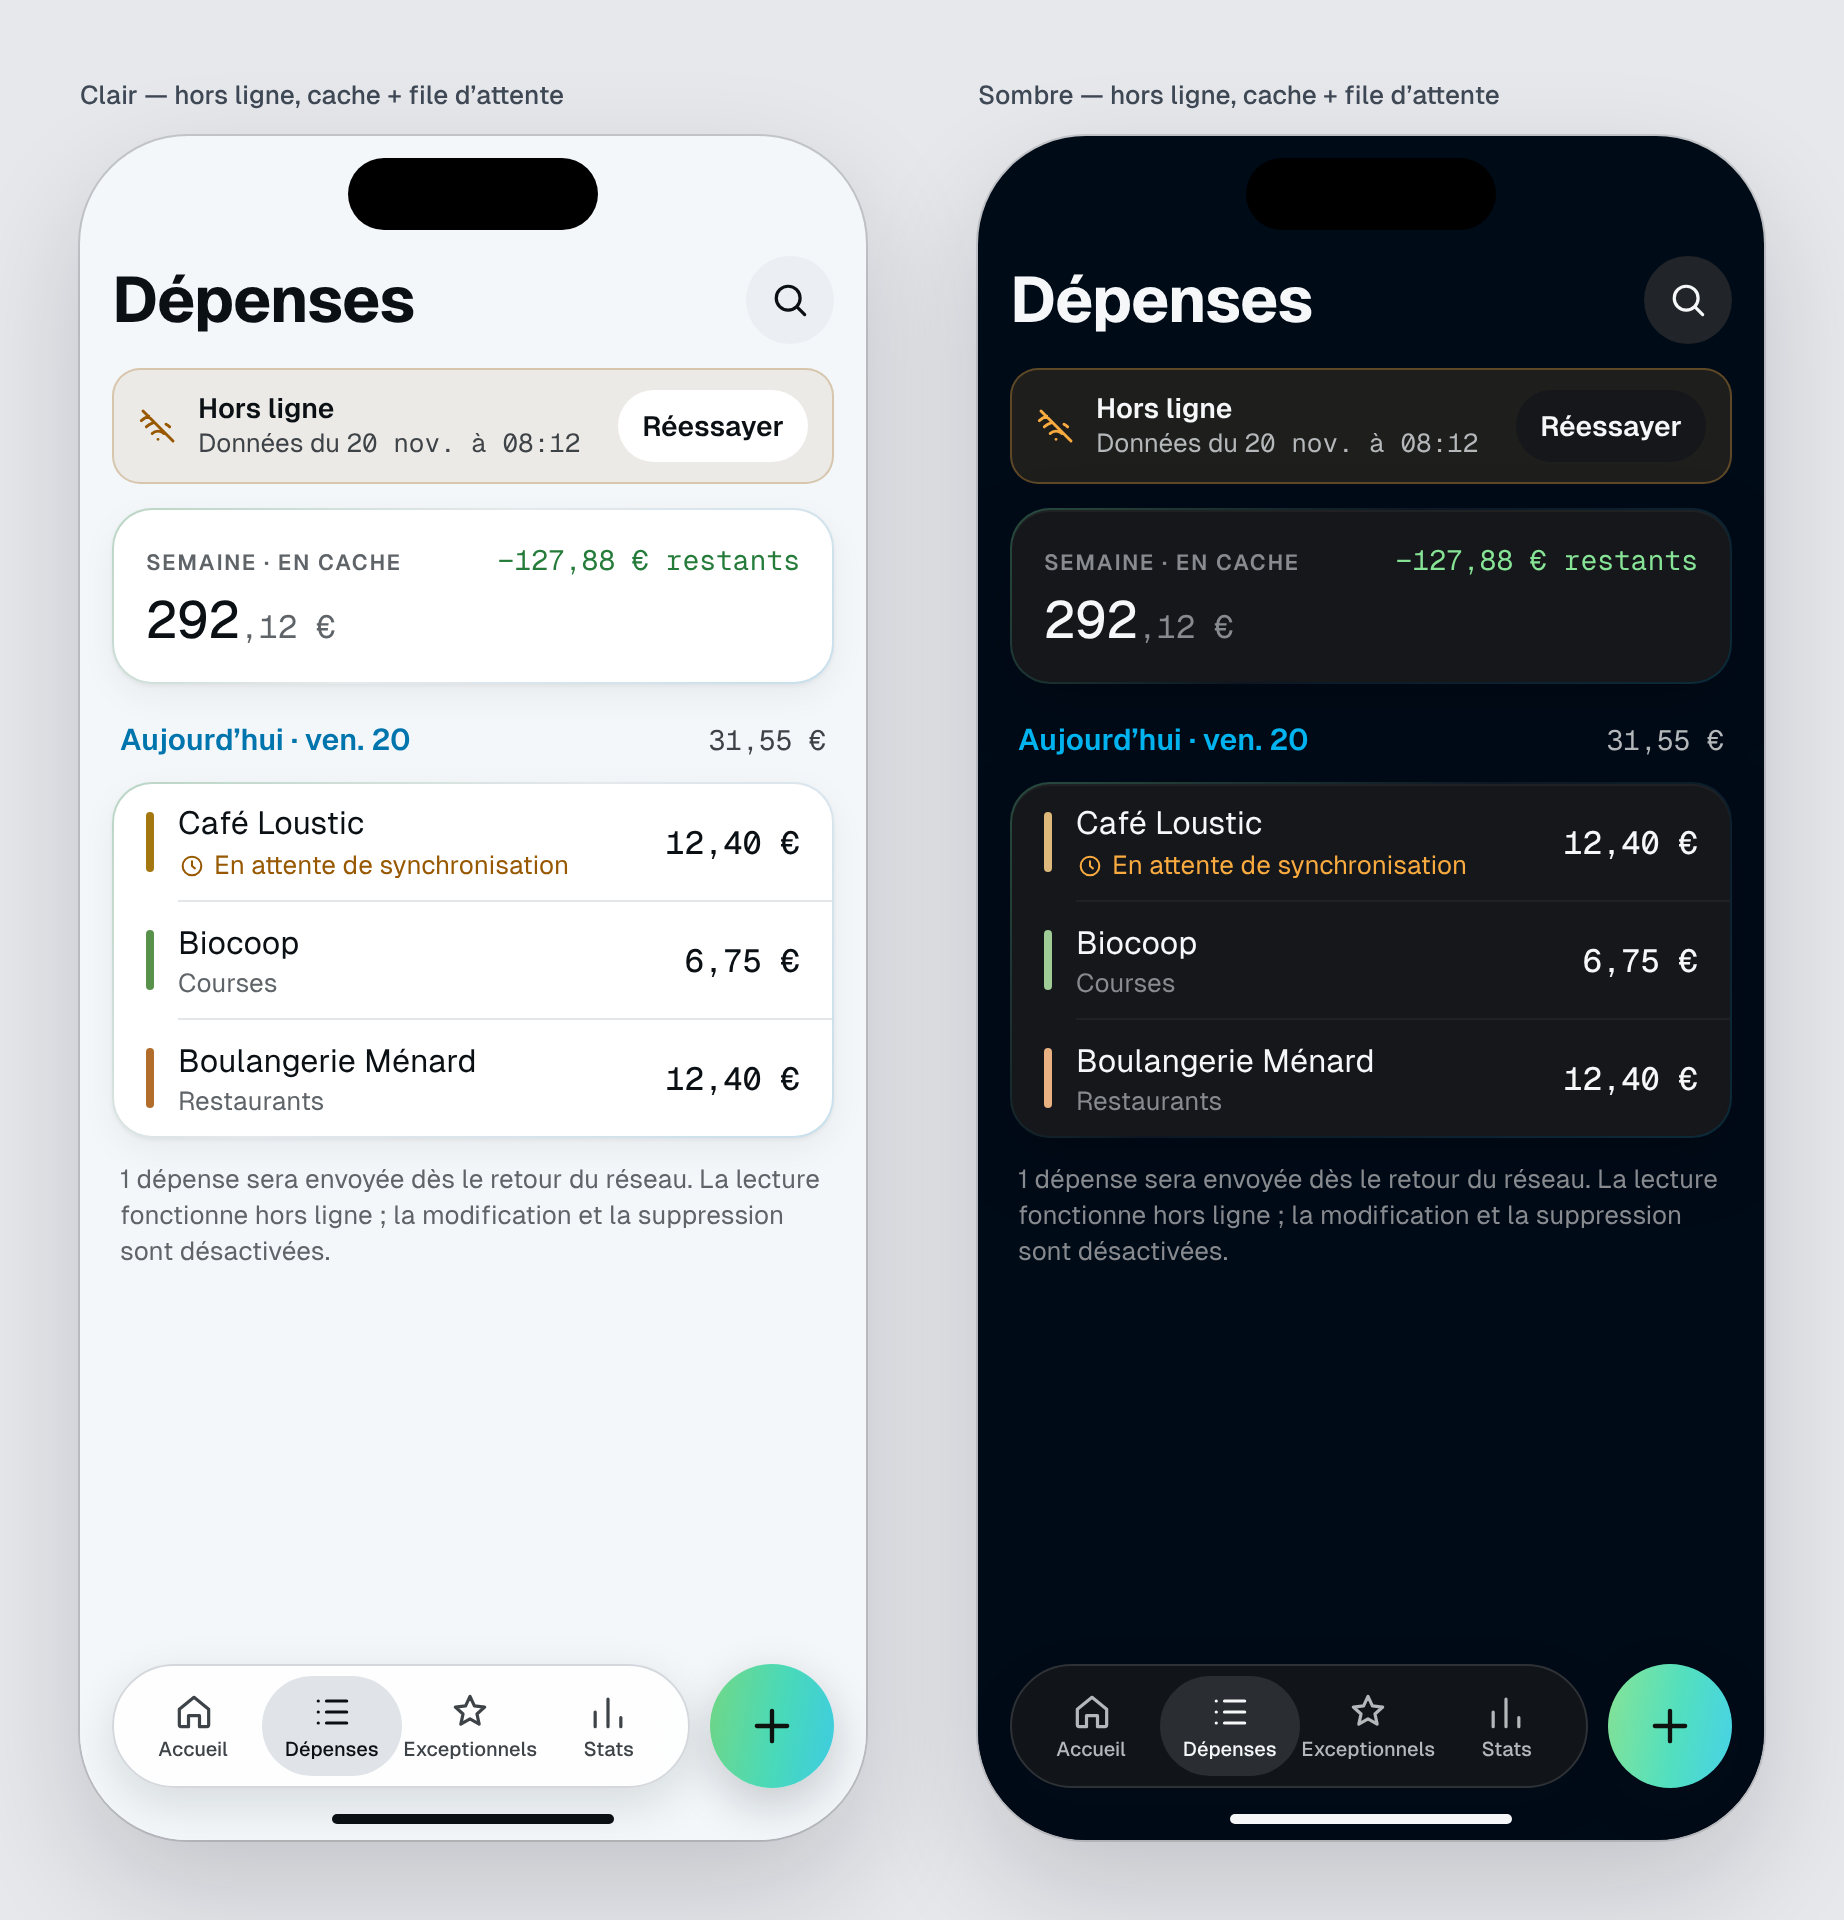 Clair — hors ligne, cache + file d’attente
Dépenses
Hors ligne
Données du 20 nov. à 08:12
Réessayer
SEMAINE · EN CACHE
−127,88 € restants
292,12 €
Aujourd’hui · ven. 20
31,55 €
Café Loustic
En attente de synchronisation
12,40 €
Biocoop
Courses
6,75 €
Boulangerie Ménard
Restaurants
12,40 €
1 dépense sera envoyée dès le retour du réseau. La lecture
fonctionne hors ligne ; la modification et la suppression
sont désactivées.
Accueil
Dépenses
Exceptionnels
Stats
Sombre — hors ligne, cache + file d’attente
Dépenses
Hors ligne
Données du 20 nov. à 08:12
Réessayer
SEMAINE · EN CACHE
−127,88 € restants
292,12 €
Aujourd’hui · ven. 20
31,55 €
Café Loustic
En attente de synchronisation
12,40 €
Biocoop
Courses
6,75 €
Boulangerie Ménard
Restaurants
12,40 €
1 dépense sera envoyée dès le retour du réseau. La lecture
fonctionne hors ligne ; la modification et la suppression
sont désactivées.
Accueil
Dépenses
Exceptionnels
Stats